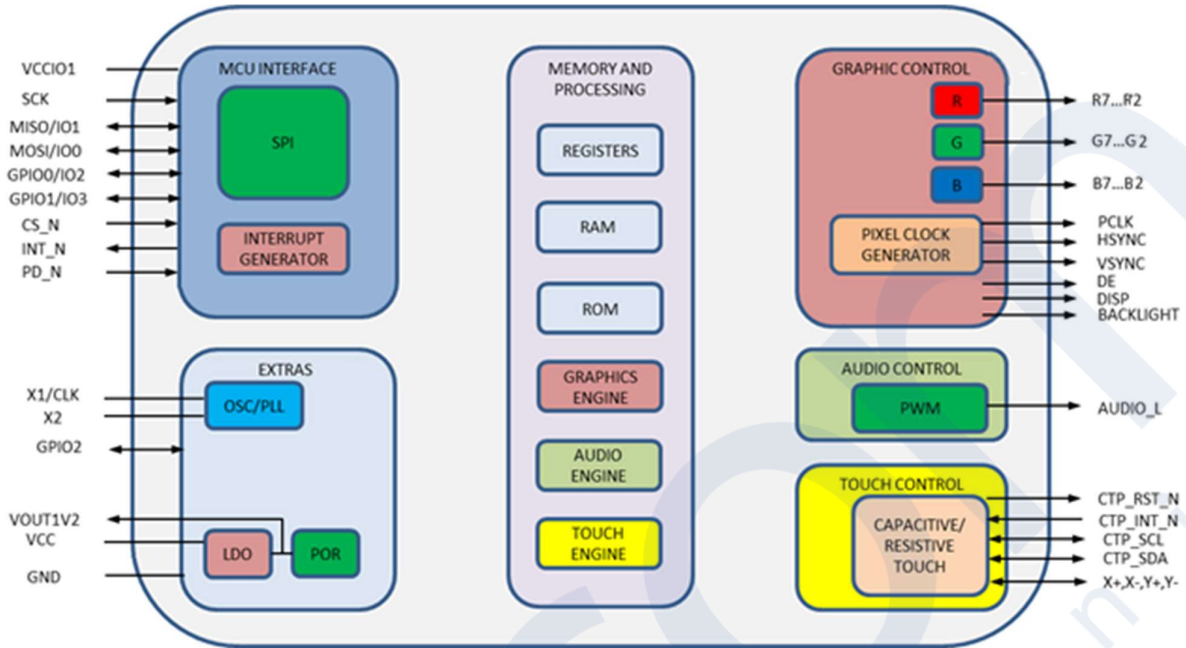 VCCIO1
SCK
MISO/IO1
MOSI/IO0
GPIO0/IO2
GPIO1/IO3
CS_N
INT_N
PD_N
MCU INTERFACE
SPI
INTERRUPT
GENERATOR
X1/CLK
X2
GPIO2
VOUT1V2
VCC
GND
EXTRAS
OSC/PLL
LDO
POR
MEMORY AND
PROCESSING
REGISTERS
RAM
ROM
GRAPHICS
ENGINE
AUDIO
ENGINE
TOUCH
ENGINE
GRAPHIC CONTROL
R
G
B
PIXEL CLOCK
GENERATOR
R7...R2
G7...G2
B7...B2
PCLK
HSYNC
VSYNC
DE
DISP
BACKLIGHT
AUDIO CONTROL
PWM
AUDIO_L
TOUCH CONTROL
CAPACITIVE/
RESISTIVE
TOUCH
CTP_RST_N
CTP_INT_N
CTP_SCL
CTP_SDA
X+,X-,Y+,Y-